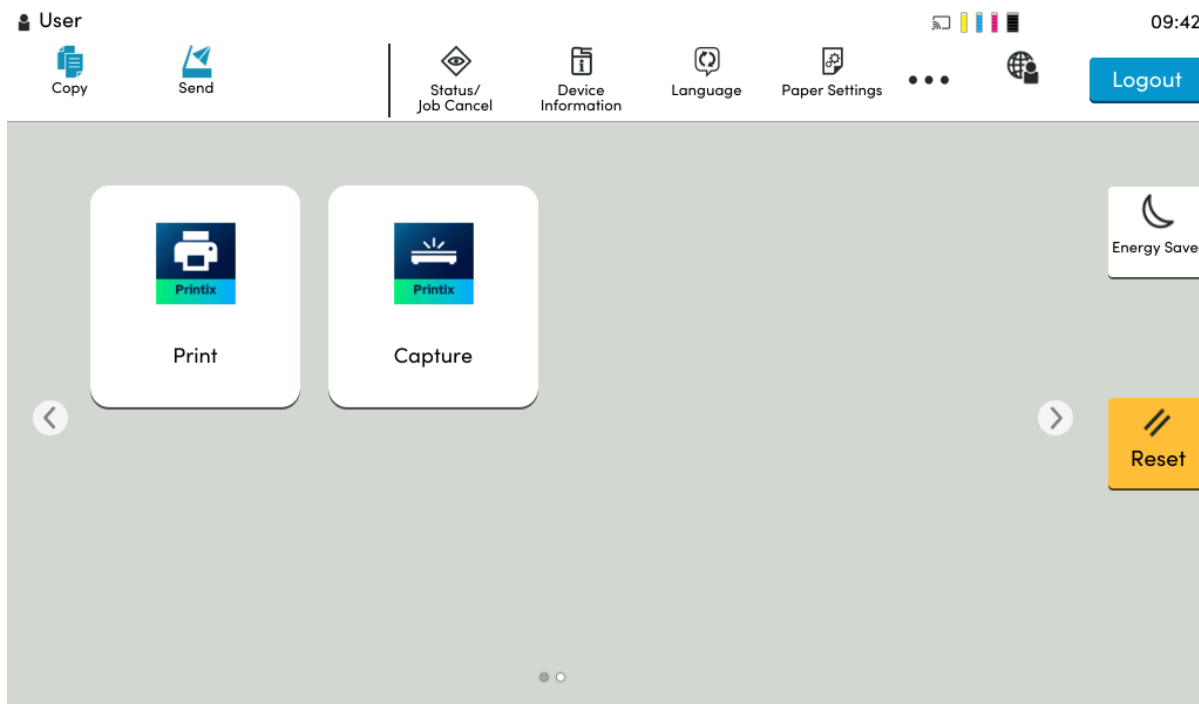 User
09:42
Copy
Send
Status/
Job Cancel
Device
Information
Language
Paper Settings
Logout
Printix
Print
Printix
Capture
Energy Save
Reset